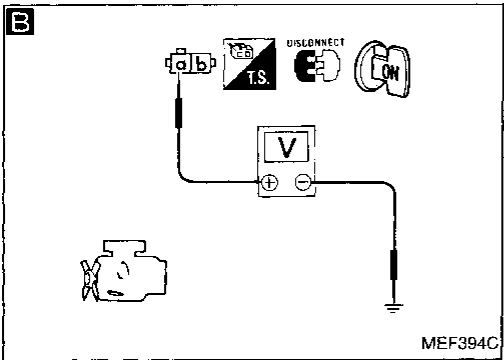 B
a b
T.S.
DISCONNECT
ON
V
+ −
MEF394C